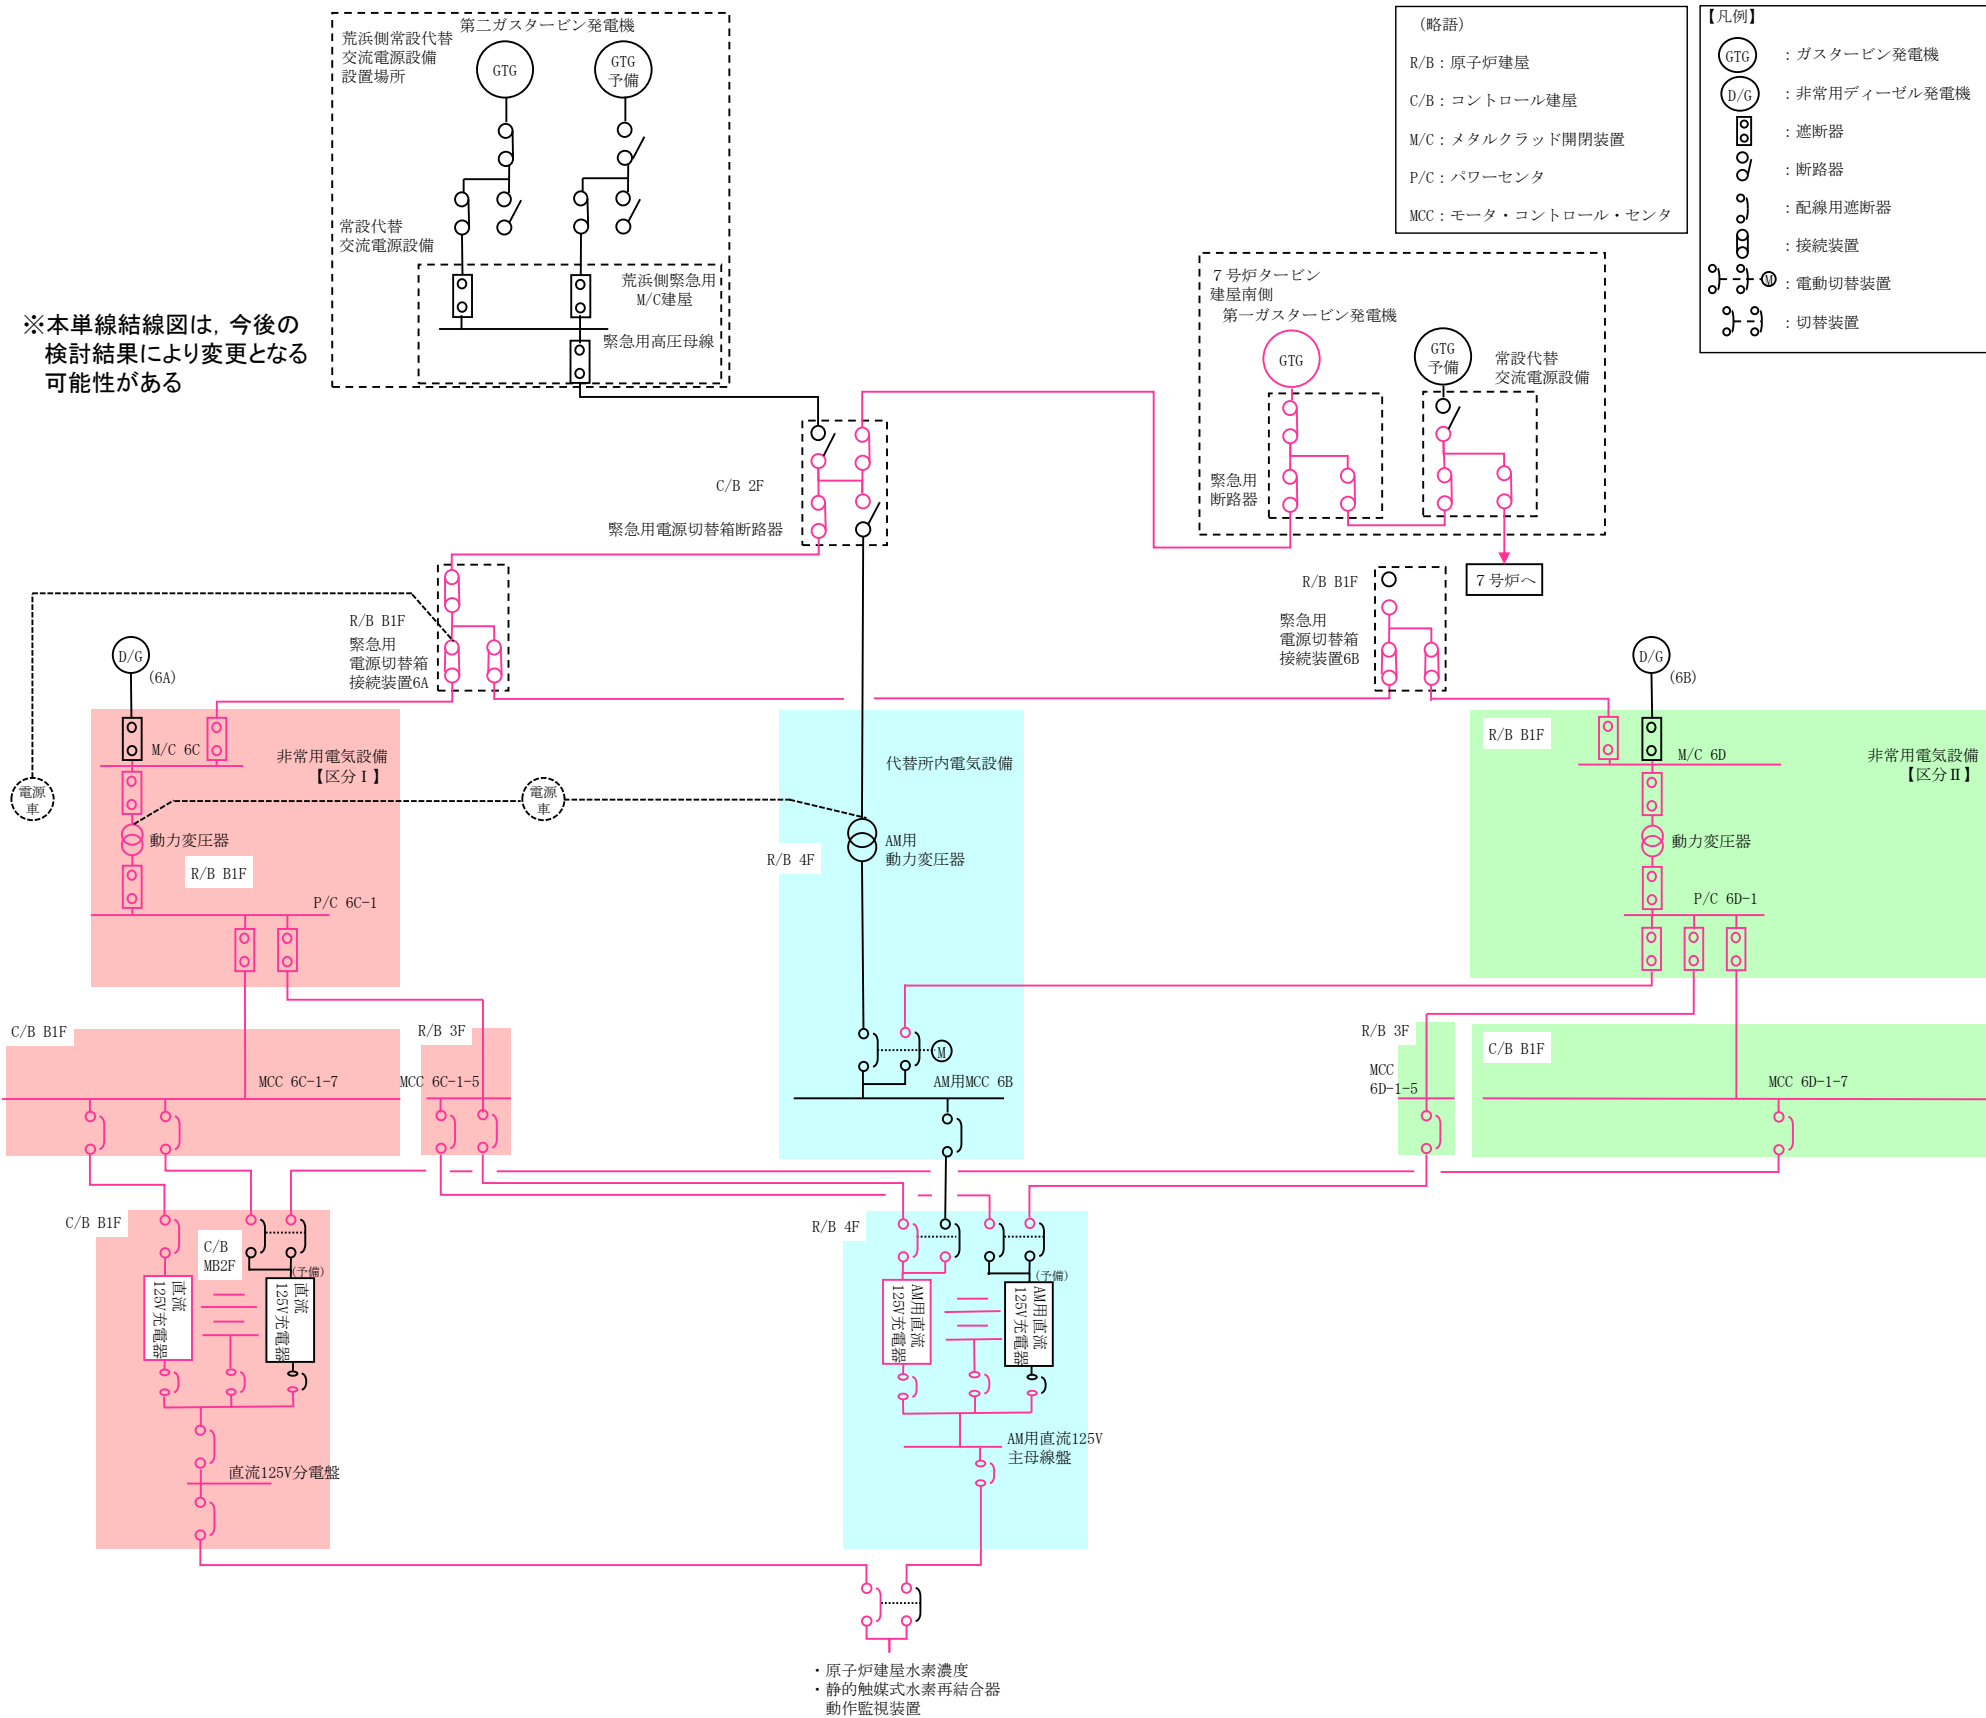 第二ガスタービン発電機
荒浜側常設代替
交流電源設備
設置場所
GTG
GTG
予備
常設代替
交流電源設備
荒浜側緊急用
M/C建屋
緊急用高圧母線
※本単線結線図は，今後の
検討結果により変更となる
可能性がある
（略語）
R/B：原子炉建屋
C/B：コントロール建屋
M/C：メタルクラッド開閉装置
P/C：パワーセンタ
MCC：モータ・コントロール・センタ
【凡例】
GTG
：ガスタービン発電機
D/G
：非常用ディーゼル発電機
：遮断器
：断路器
：配線用遮断器
：接続装置
M
：電動切替装置
：切替装置
７号炉タービン
建屋南側
第一ガスタービン発電機
GTG
GTG
予備
常設代替
交流電源設備
緊急用
断路器
７号炉へ
C/B 2F
緊急用電源切替箱断路器
R/B B1F
緊急用
電源切替箱
接続装置6A
R/B B1F
緊急用
電源切替箱
接続装置6B
D/G
(6A)
D/G
(6B)
M/C 6C
非常用電気設備
【区分Ⅰ】
電源
車
電源
車
動力変圧器
R/B B1F
P/C 6C-1
代替所内電気設備
AM用
動力変圧器
R/B 4F
R/B B1F
M/C 6D
非常用電気設備
【区分Ⅱ】
動力変圧器
P/C 6D-1
C/B B1F
MCC 6C-1-7
R/B 3F
MCC 6C-1-5
M
AM用MCC 6B
R/B 3F
MCC
6D-1-5
C/B B1F
MCC 6D-1-7
C/B B1F
C/B
MB2F
(予備)
直流
125V充電器
直流
125V充電器
直流125V分電盤
R/B 4F
(予備)
AM用直流
125V充電器
AM用直流
125V充電器
AM用直流125V
主母線盤
・原子炉建屋水素濃度
・静的触媒式水素再結合器
動作監視装置